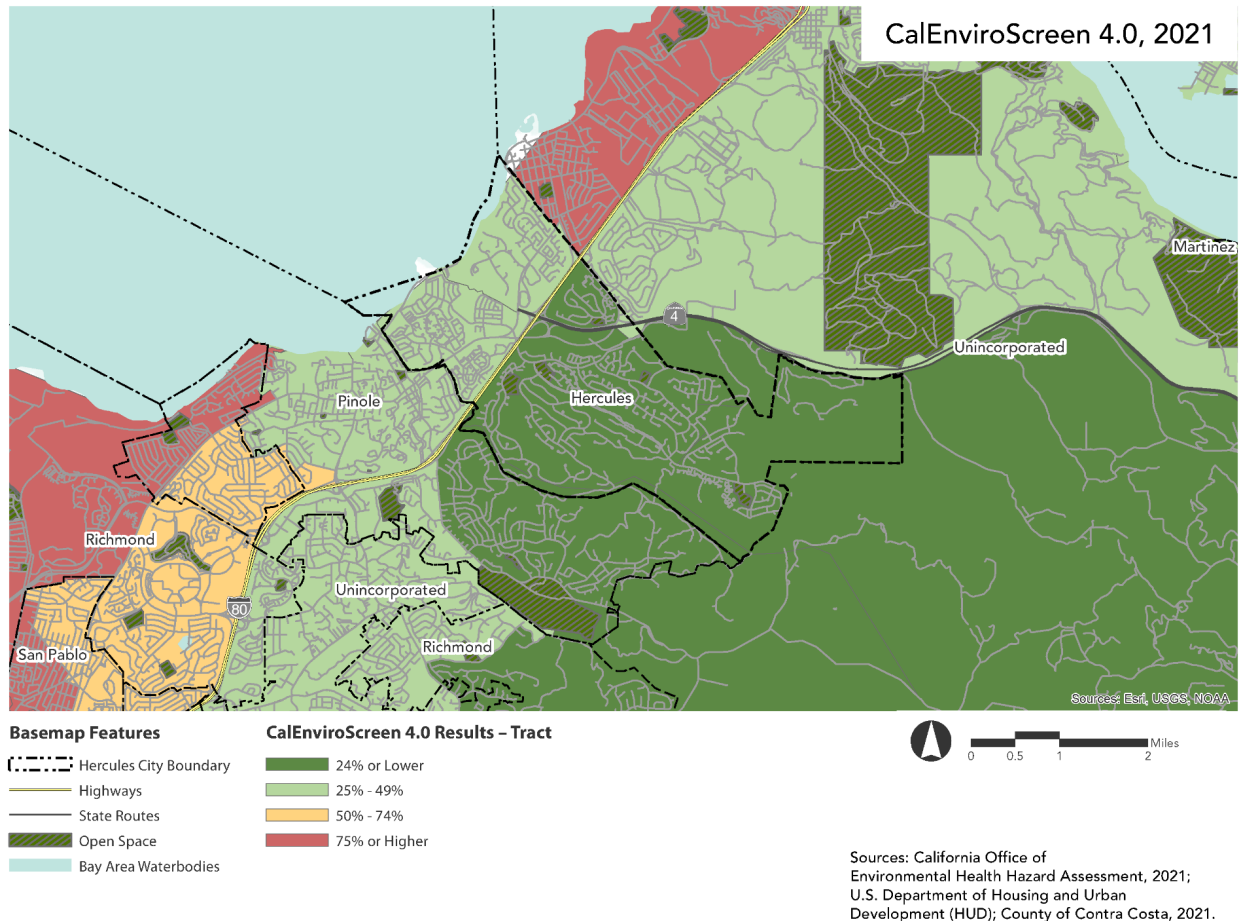 CalEnviroScreen 4.0, 2021
Martinez
4
Unincorporated
Hercules
Pinole
Richmond
Unincorporated
80
Richmond
San Pablo
Sources: Esri, USGS, NOAA
Basemap Features
Hercules City Boundary
Highways
State Routes
Open Space
Bay Area Waterbodies
CalEnviroScreen 4.0 Results – Tract
24% or Lower
25% - 49%
50% - 74%
75% or Higher
Miles
0 0.5 1 2
Sources: California Office of
Environmental Health Hazard Assessment, 2021;
U.S. Department of Housing and Urban
Development (HUD); County of Contra Costa, 2021.